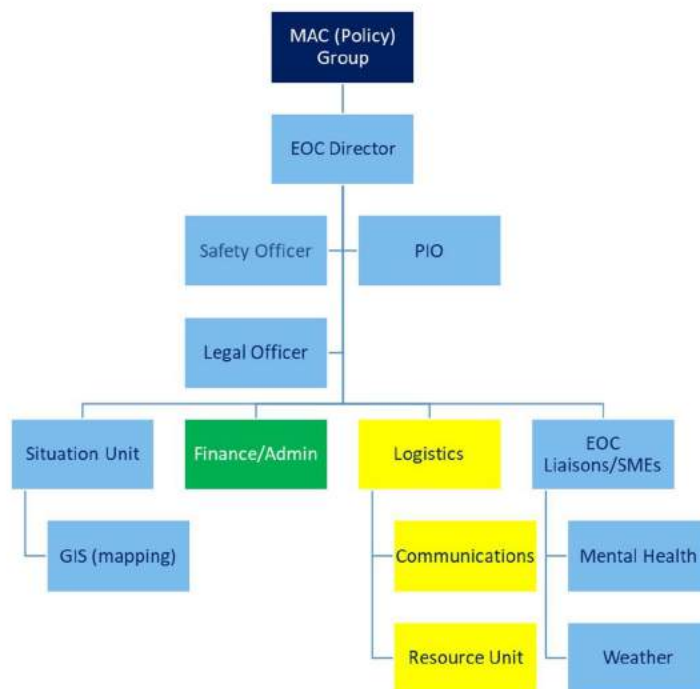 MAC (Policy)
Group
EOC Director
Safety Officer
PIO
Legal Officer
Situation Unit
Finance/Admin
Logistics
EOC
Liaisons/SMEs
GIS (mapping)
Communications
Mental Health
Resource Unit
Weather